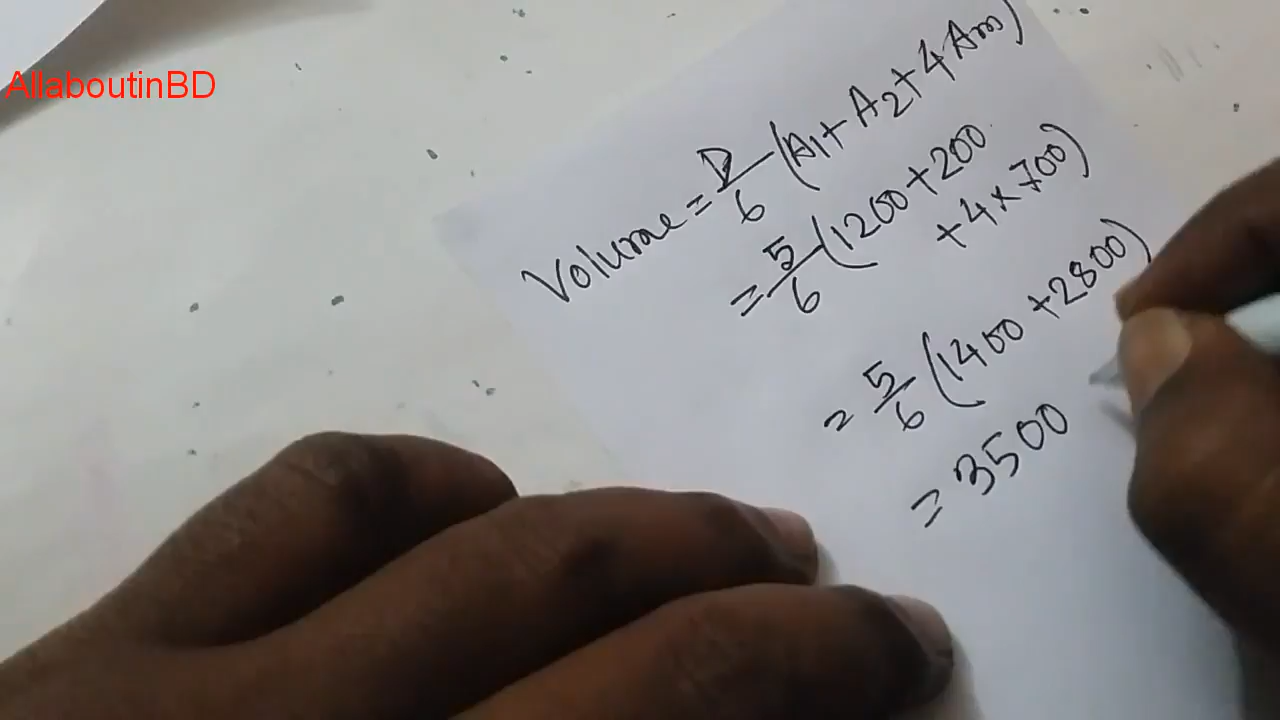 AllaboutinBD
Volume = D/6 (A1 + A2 + 4Am)
= 5/6 (1200 + 200
+ 4 × 700)
= 5/6 (1400 + 2800)
= 3500